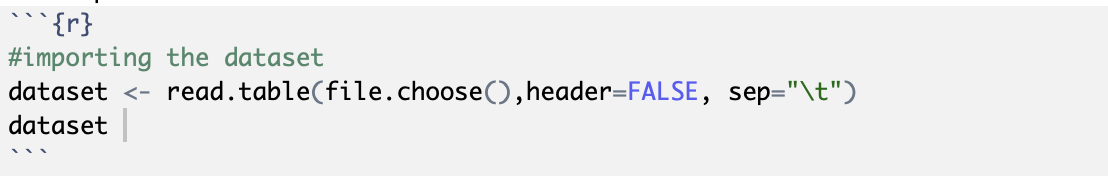 ```{r}
#importing the dataset
dataset <- read.table(file.choose(),header=FALSE, sep="\t")
dataset
```